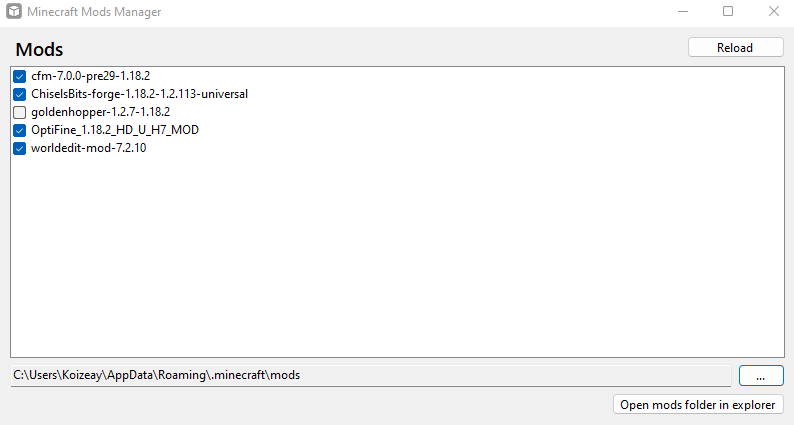 Minecraft Mods Manager
Mods
Reload
cfm-7.0.0-pre29-1.18.2
ChiselsBits-forge-1.18.2-1.2.113-universal
goldenhopper-1.2.7-1.18.2
OptiFine_1.18.2_HD_U_H7_MOD
worldedit-mod-7.2.10
C:\Users\Koizeay\AppData\Roaming\.minecraft\mods
...
Open mods folder in explorer